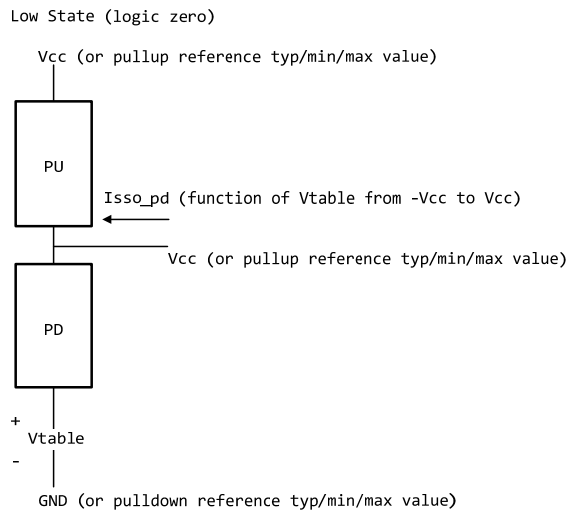 Low State (logic zero)
Vcc (or pullup reference typ/min/max value)
PU
Isso_pd (function of Vtable from -Vcc to Vcc)
Vcc (or pullup reference typ/min/max value)
PD
+
Vtable
-
GND (or pulldown reference typ/min/max value)